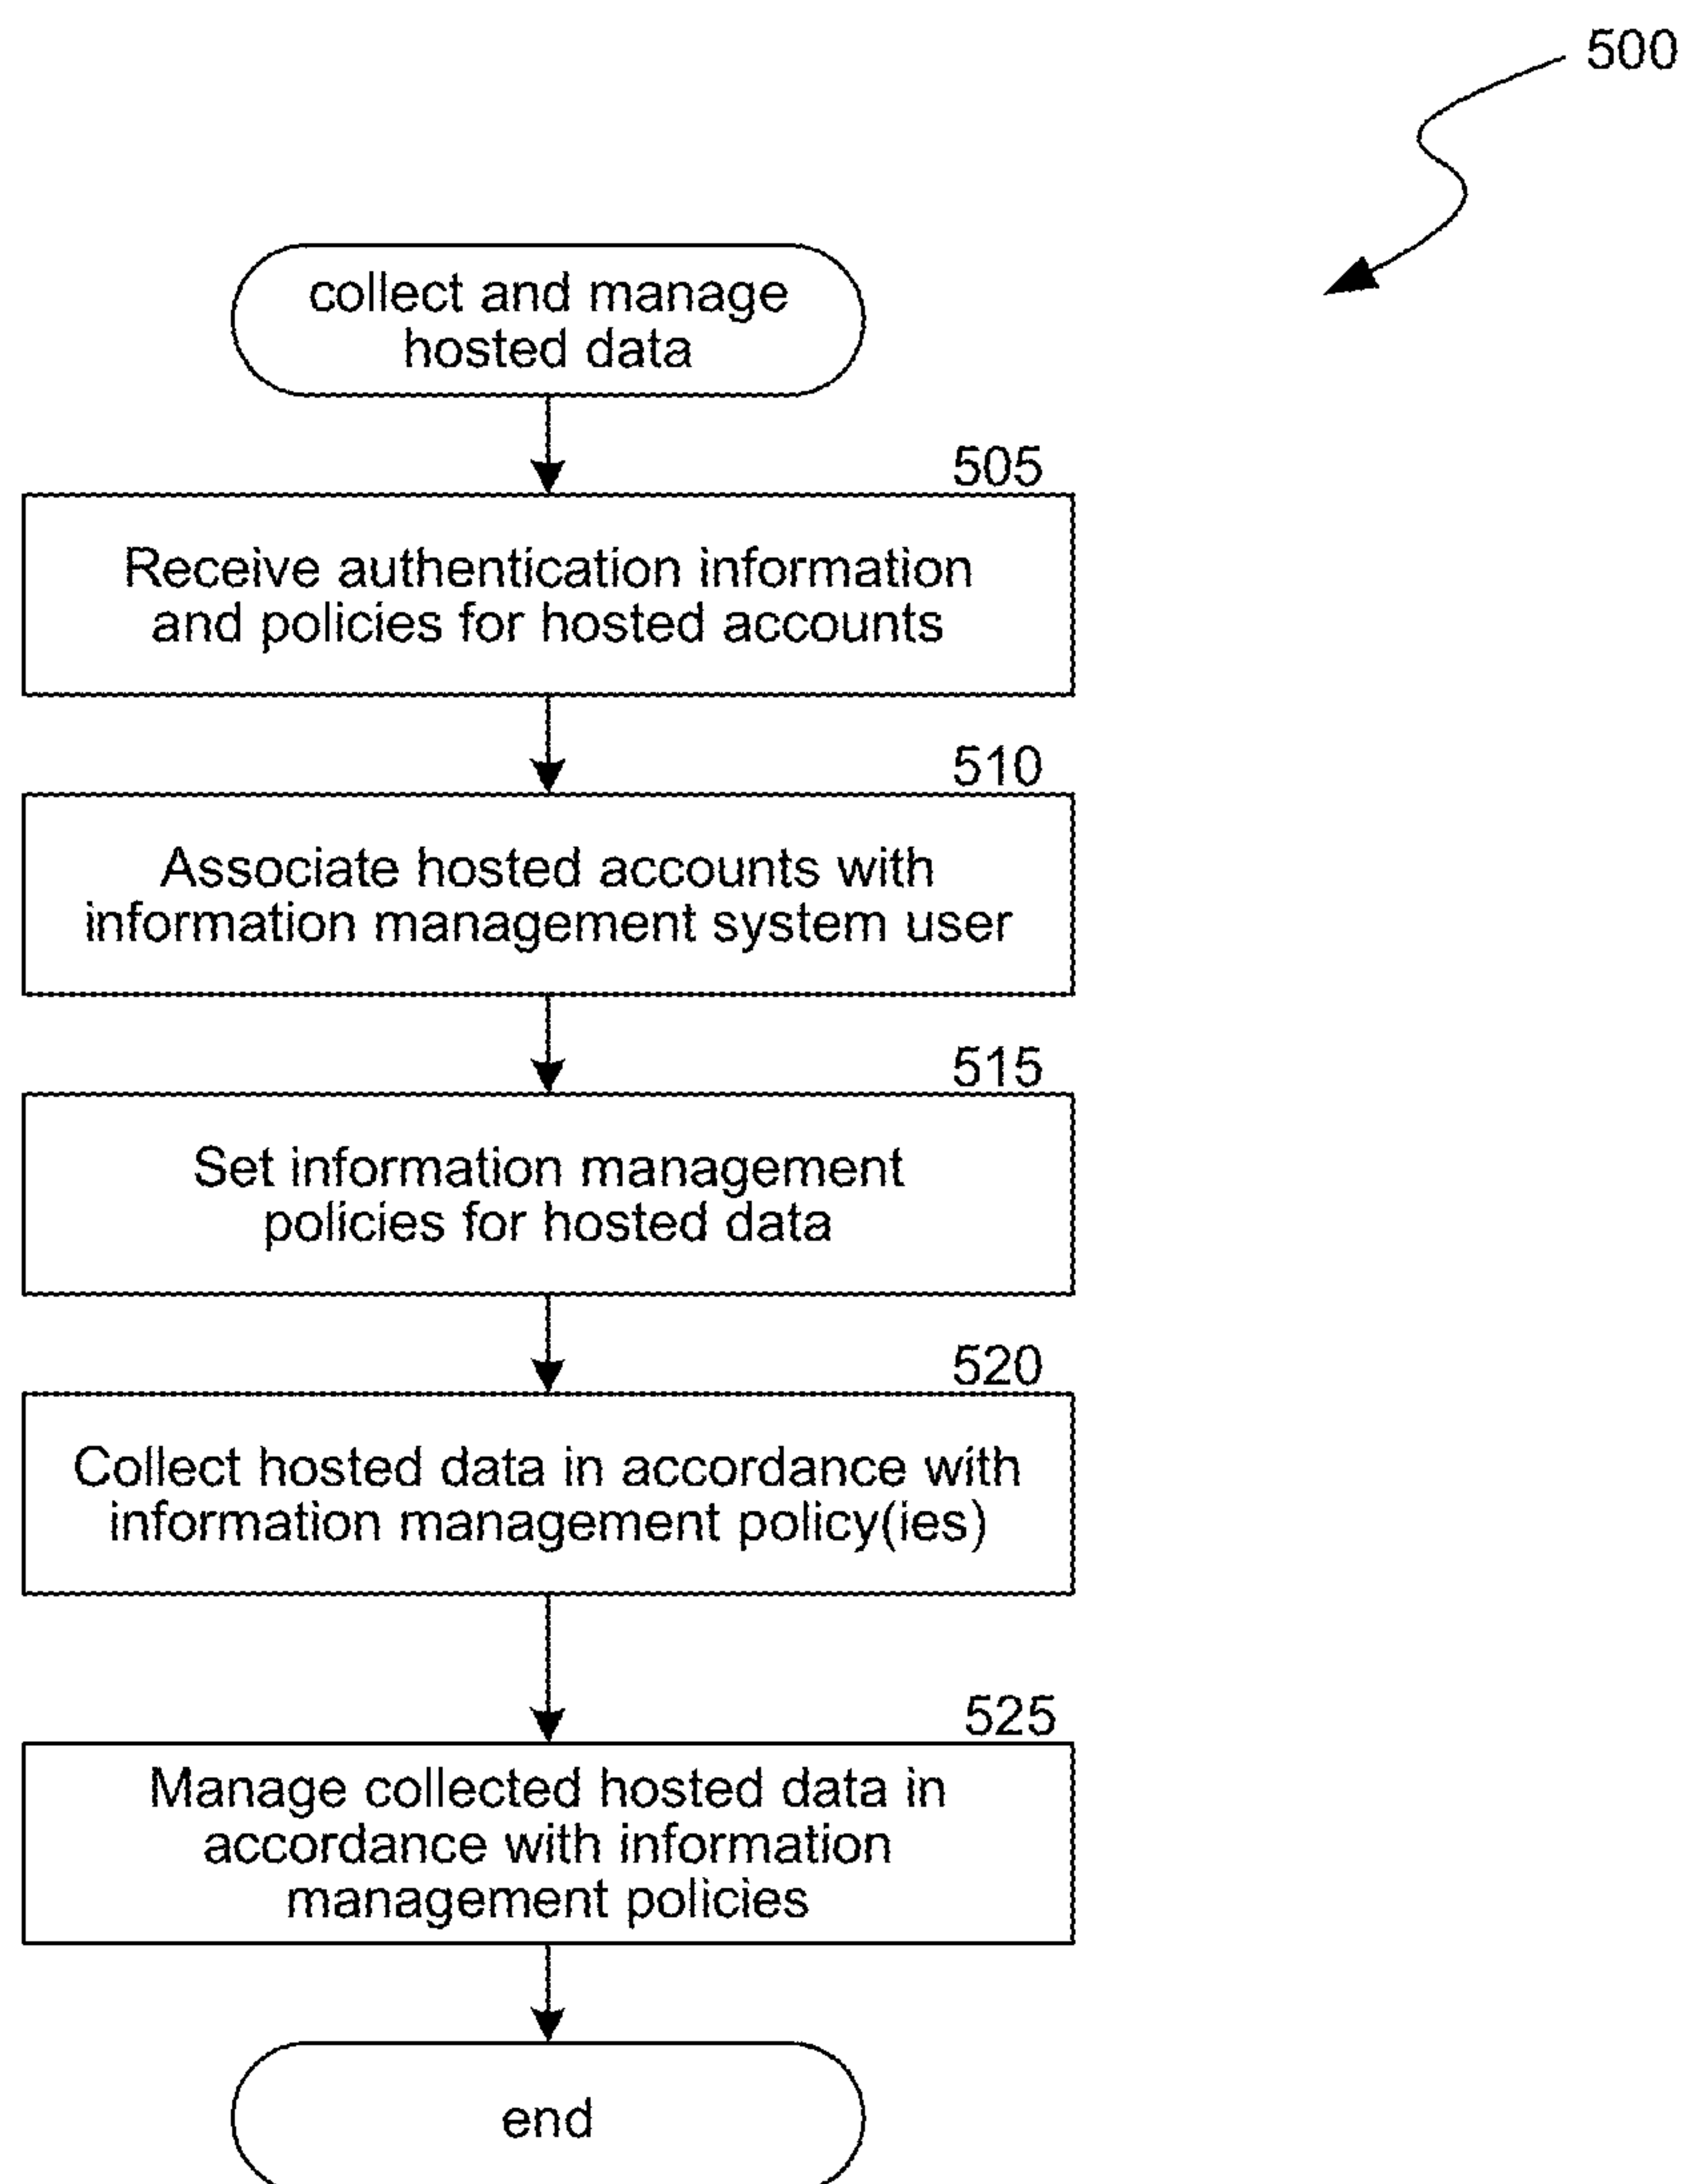 500
collect and manage
hosted data
505
Receive authentication information
and policies for hosted accounts
510
Associate hosted accounts with
information management system user
515
Set information management
policies for hosted data
520
Collect hosted data in accordance with
information management policy(ies)
525
Manage collected hosted data in
accordance with information
management policies
end